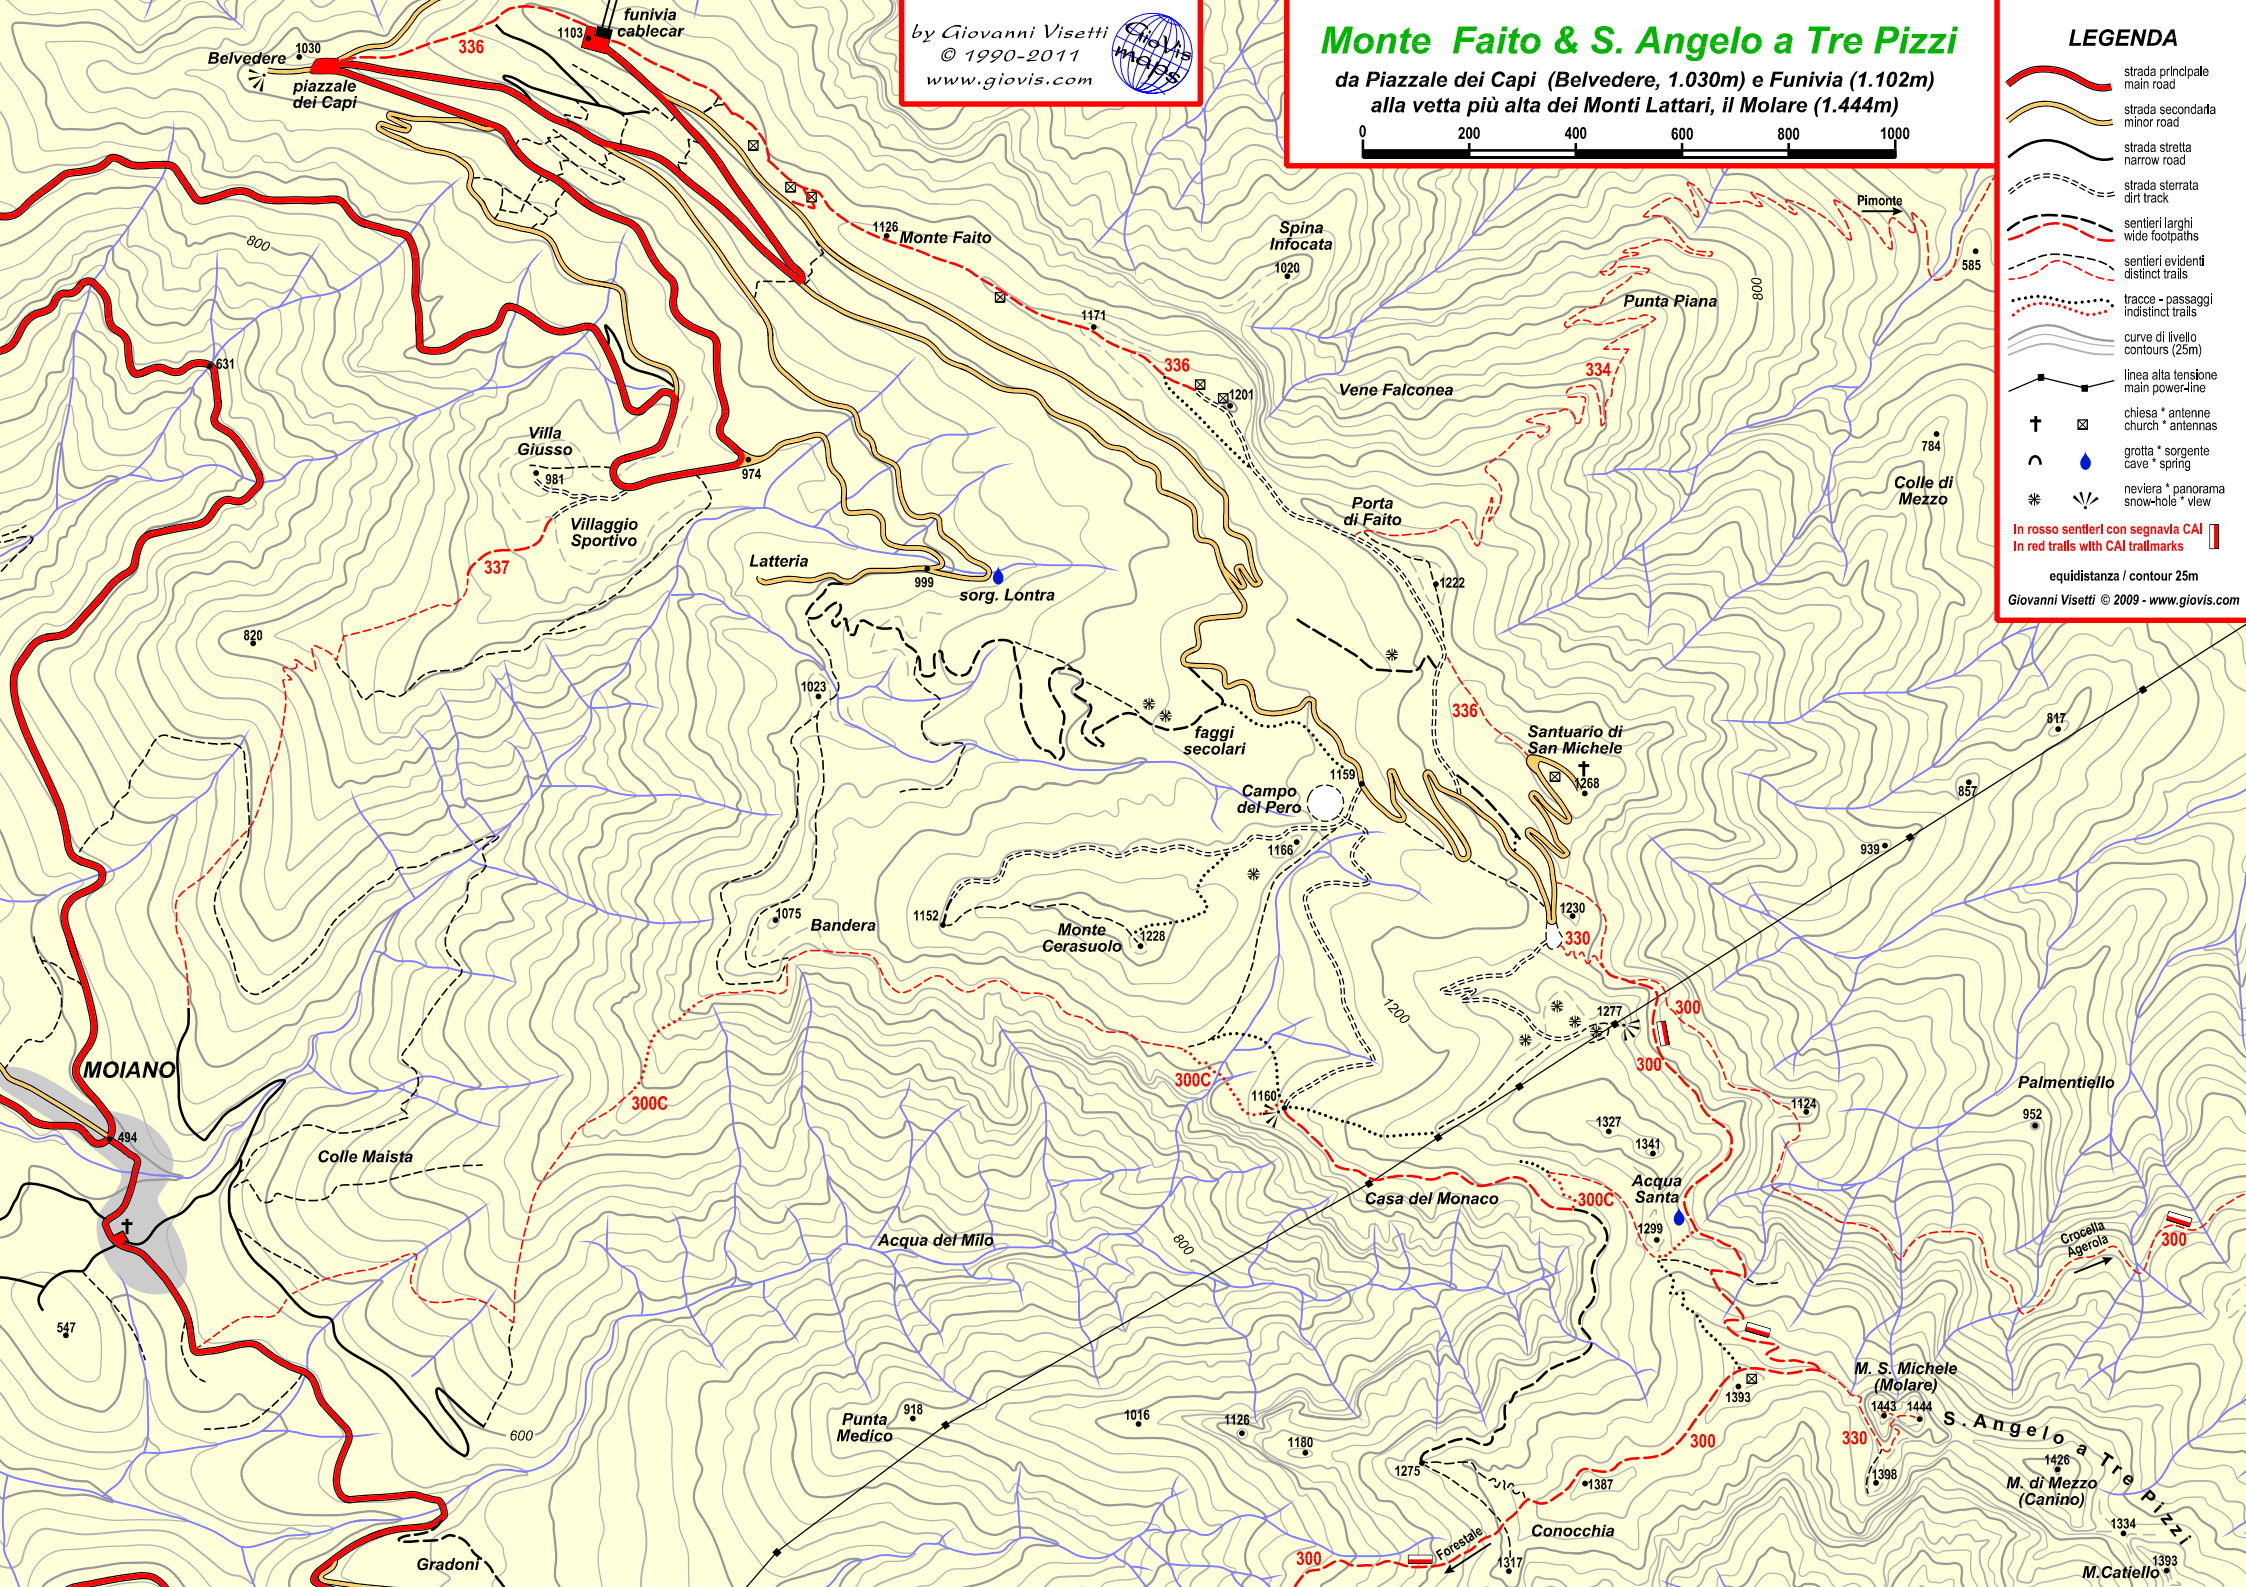 funivia
cablecar
1103
336
Belvedere
1030
piazzale
dei Capi
by Giovanni Visetti
© 1990-2011
www.giovis.com
GioVis
maps
Monte Faito & S. Angelo a Tre Pizzi
da Piazzale dei Capi (Belvedere, 1.030m) e Funivia (1.102m)
alla vetta più alta dei Monti Lattari, il Molare (1.444m)
0 200 400 600 800 1000
LEGENDA
strada principale
main road
strada secondaria
minor road
strada stretta
narrow road
strada sterrata
dirt track
sentieri larghi
wide footpaths
sentieri evidenti
distinct trails
tracce - passaggi
indistinct trails
curve di livello
contours (25m)
linea alta tensione
main power-line
chiesa * antenne
church * antennas
grotta * sorgente
cave * spring
neviera * panorama
snow-hole * view
In rosso sentieri con segnavia CAI
In red trails with CAI trailmarks
equidistanza / contour 25m
Giovanni Visetti © 2009 - www.giovis.com
800
1126
Monte Faito
Spina
Infocata
1020
Pimonte
585
Punta Piana
800
1171
336
334
631
Vene Falconea
1201
784
Colle di
Mezzo
Villa
Giusso
981
974
Villaggio
Sportivo
337
Porta
di Faito
Latteria
999
sorg. Lontra
1222
820
1023
336
817
faggi
secolari
Santuario di
San Michele
1268
1159
Campo
del Pero
857
1166
939
1075
Bandera
1152
Monte
Cerasuolo
1228
1230
330
1200
1277
300
300
MOIANO
300C
300C
1160
1124
Palmentiello
952
494
Colle Maista
1327
1341
Acqua
Santa
1299
Casa del Monaco
300C
Acqua del Milo
800
Crocella
Agerola
300
547
M. S. Michele
(Molare)
1443
1444
1393
918
Punta
Medico
1016
1126
1180
600
300
330
S. Angelo a Tre Pizzi
1275
1398
1426
M. di Mezzo
(Canino)
1387
1334
Conocchia
Forestale
300
1317
Gradoni
1393
M.Catiello